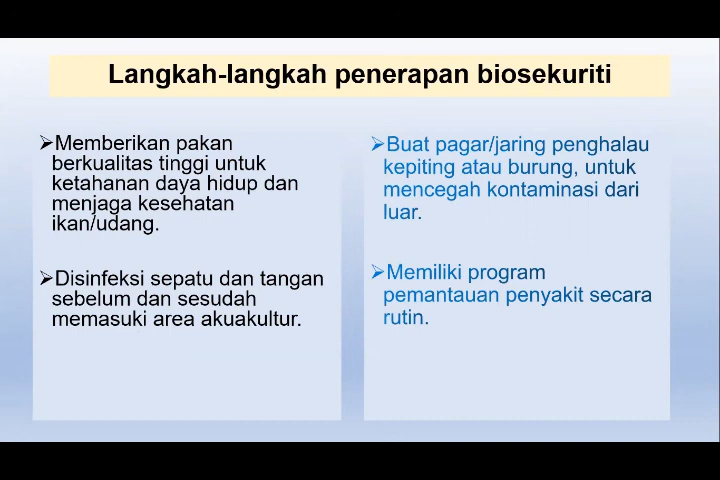 Langkah-langkah penerapan biosekuriti
➢Memberikan pakan
berkualitas tinggi untuk
ketahanan daya hidup dan
menjaga kesehatan
ikan/udang.
➢Disinfeksi sepatu dan tangan
sebelum dan sesudah
memasuki area akuakultur.
➢Buat pagar/jaring penghalau
kepiting atau burung, untuk
mencegah kontaminasi dari
luar.
➢Memiliki program
pemantauan penyakit secara
rutin.